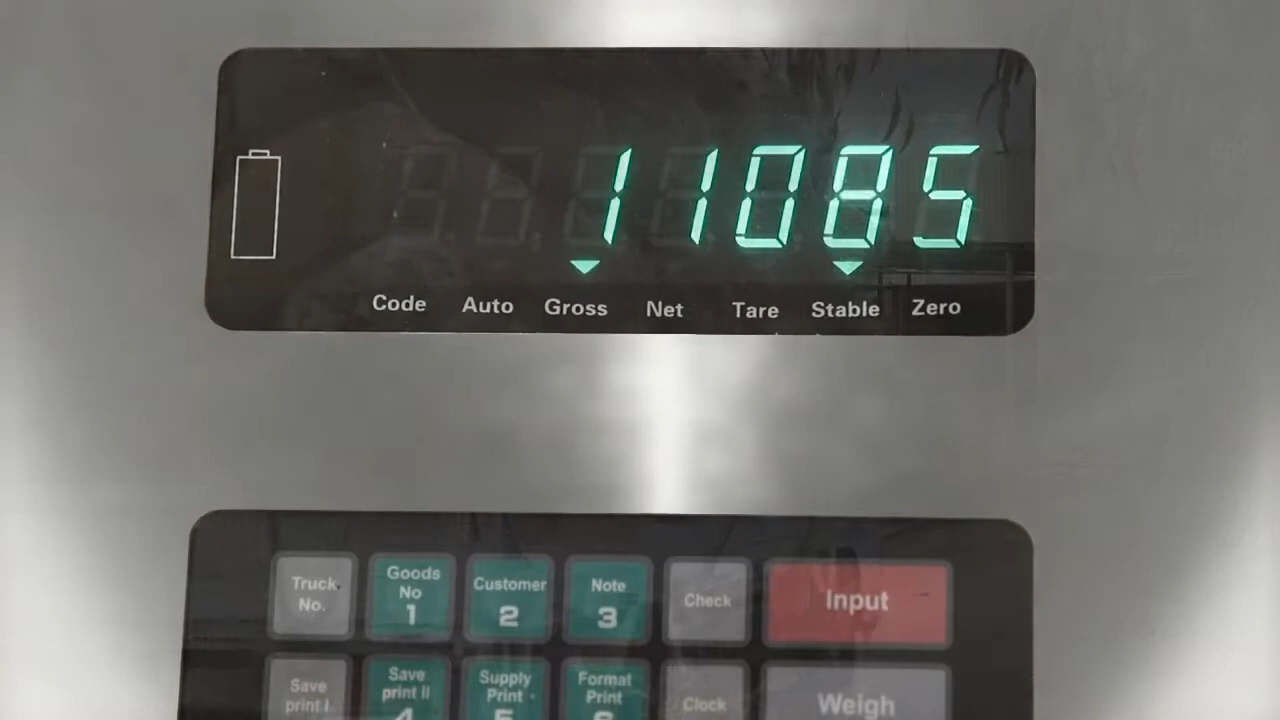 11085
Code Auto Gross Net Tare Stable Zero
Truck Goods Customer Note Check Input
No. No 2 3
1
Save Save Supply Format Clock Weigh
print I print II Print Print